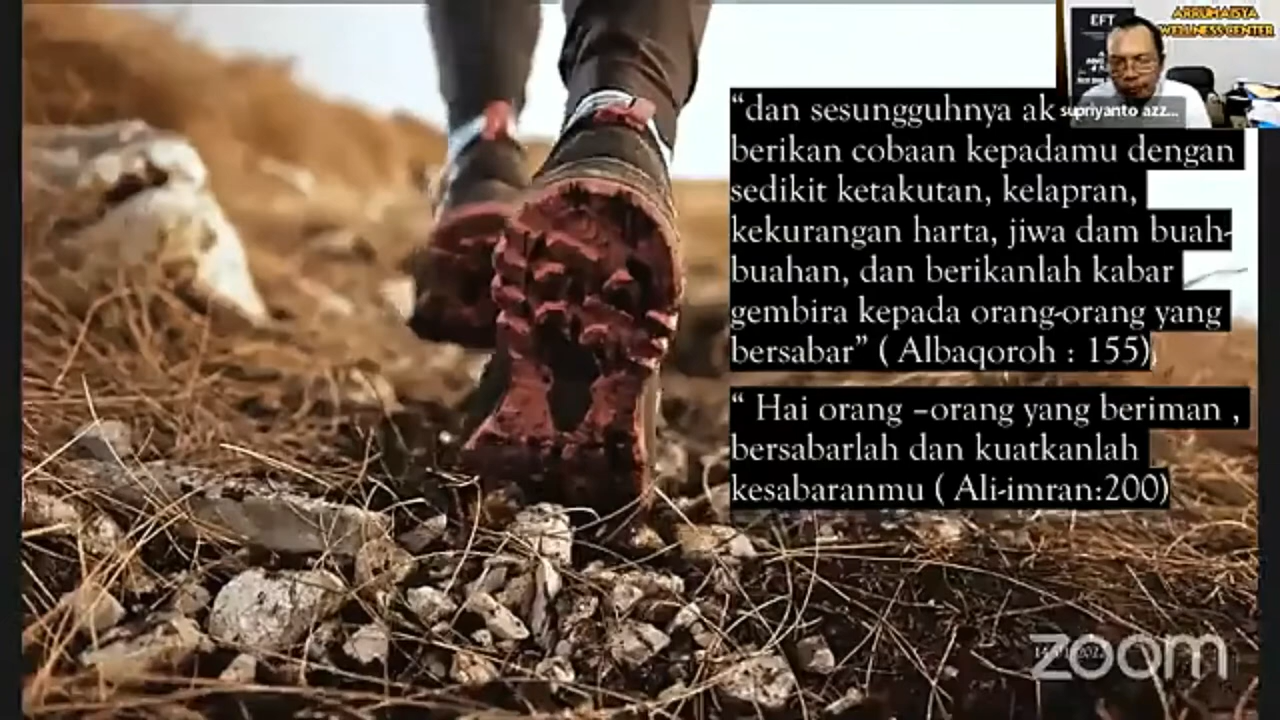 EFT
ARRUMAISYA
WELLNESS CENTER
supriyanto azz...
“dan sesungguhnya ak
berikan cobaan kepadamu dengan
sedikit ketakutan, kelapran,
kekurangan harta, jiwa dam buah-
buahan, dan berikanlah kabar
gembira kepada orang-orang yang
bersabar” ( Albaqoroh : 155)
“ Hai orang –orang yang beriman ,
bersabarlah dan kuatkanlah
kesabaranmu ( Ali-imran:200)
zoom